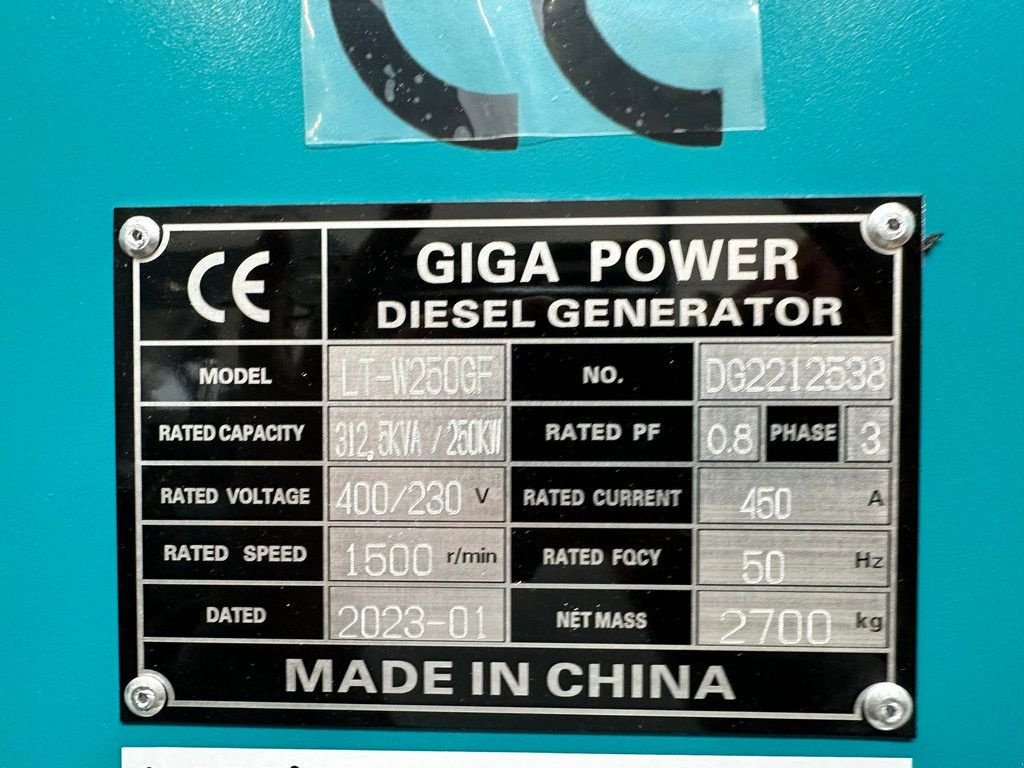 CE
GIGA POWER
DIESEL GENERATOR
MODEL LT-W250GF NO. DG2212538
RATED CAPACITY 312,5KVA / 250KW RATED PF 0.8 PHASE 3
RATED VOLTAGE 400/230 V RATED CURRENT 450 A
RATED SPEED 1500 r/min RATED FQCY 50 Hz
DATED 2023-01 NET MASS 2700 kg
MADE IN CHINA